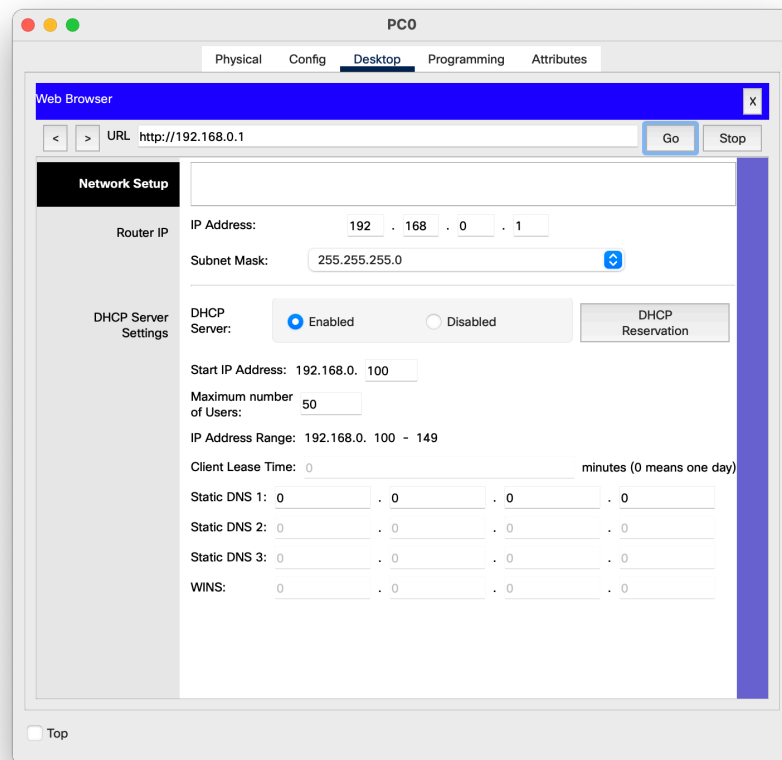 PC0
Physical Config Desktop Programming Attributes
Web Browser X
< > URL http://192.168.0.1 Go Stop
Network Setup
Router IP
IP Address: 192 . 168 . 0 . 1
Subnet Mask: 255.255.255.0
DHCP Server
Settings
DHCP
Server: Enabled Disabled
DHCP
Reservation
Start IP Address: 192.168.0. 100
Maximum number
of Users: 50
IP Address Range: 192.168.0. 100 - 149
Client Lease Time: 0 minutes (0 means one day)
Static DNS 1: 0 . 0 . 0 . 0
Static DNS 2: 0 . 0 . 0 . 0
Static DNS 3: 0 . 0 . 0 . 0
WINS: 0 . 0 . 0 . 0
Top